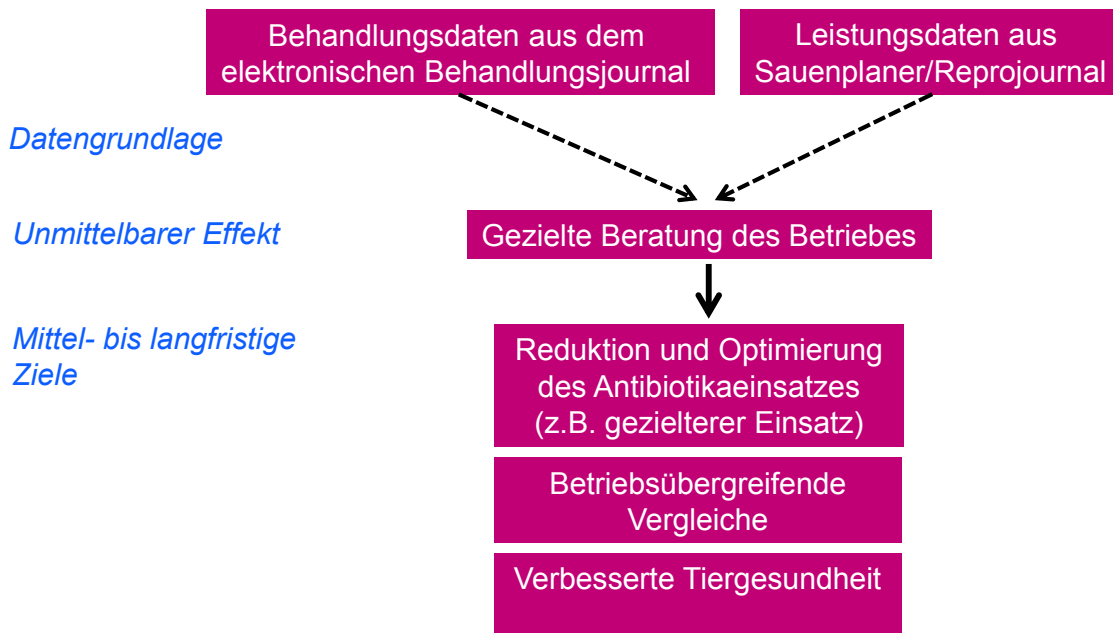 Behandlungsdaten aus dem
elektronischen Behandlungsjournal
Leistungsdaten aus
Sauenplaner/Reprojournal
Datengrundlage
Unmittelbarer Effekt
Gezielte Beratung des Betriebes
Mittel- bis langfristige
Ziele
Reduktion und Optimierung
des Antibiotikaeinsatzes
(z.B. gezielterer Einsatz)
Betriebsübergreifende
Vergleiche
Verbesserte Tiergesundheit